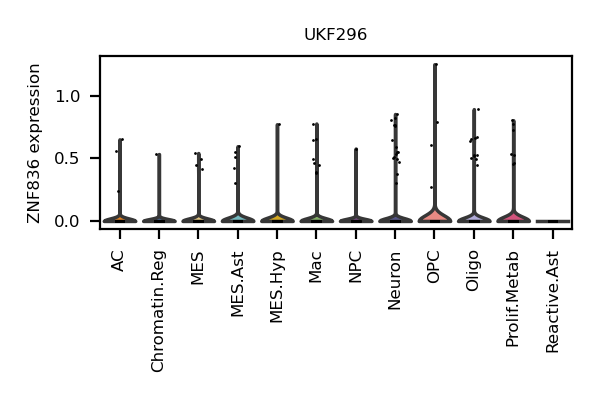 UKF296
ZNF836 expression
1.0
0.5
0.0
AC
Chromatin.Reg
MES
MES.Ast
MES.Hyp
Mac
NPC
Neuron
OPC
Oligo
Prolif.Metab
Reactive.Ast